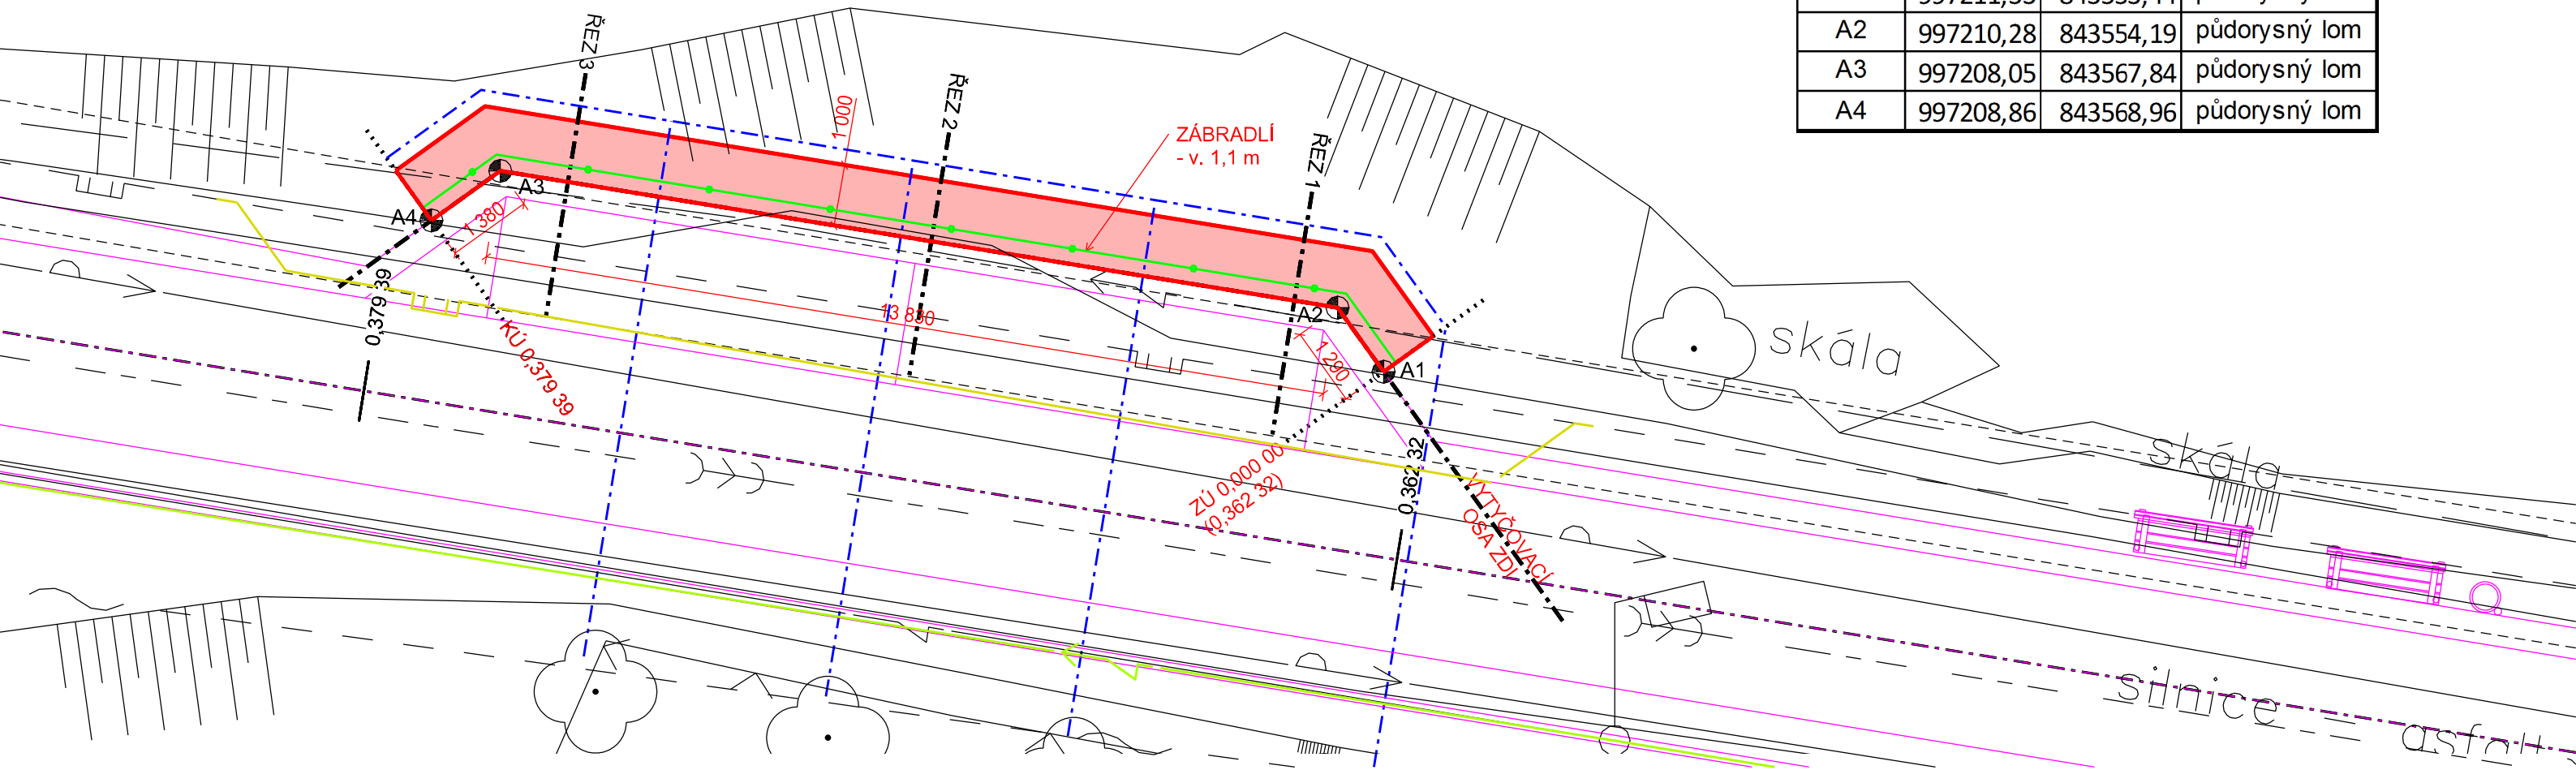 A2 997210,28 843554,19 půdorysný lom
A3 997208,05 843567,84 půdorysný lom
A4 997208,86 843568,96 půdorysný lom
ŘEZ 3
ŘEZ 2
ŘEZ 1
1 000
ZÁBRADLÍ
- v. 1,1 m
A3
A4
1 380
0,379 39
KÚ 0,379 39
13 830
A2
1 290
A1
ZÚ 0,000 00
(0,362 32)
0,362 32
VYTYČOVACÍ
OSA ZDI
skála
skála
silnice